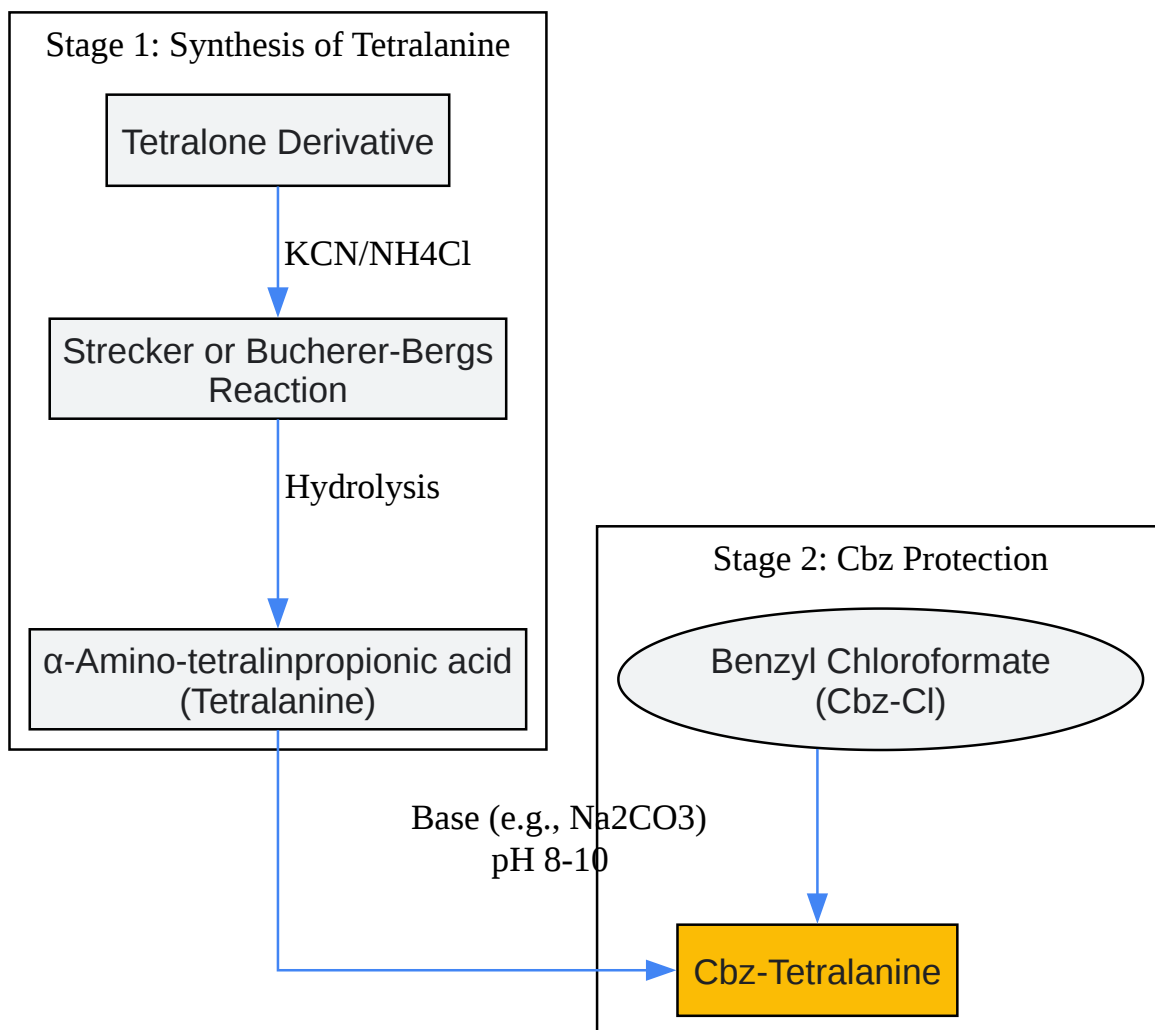 Stage 1: Synthesis of Tetralanine
Tetralone Derivative
KCN/NH4Cl
Strecker or Bucherer-Bergs
Reaction
Hydrolysis
α-Amino-tetralinpropionic acid
(Tetralanine)
Stage 2: Cbz Protection
Benzyl Chloroformate
(Cbz-Cl)
Base (e.g., Na2CO3)
pH 8-10
Cbz-Tetralanine